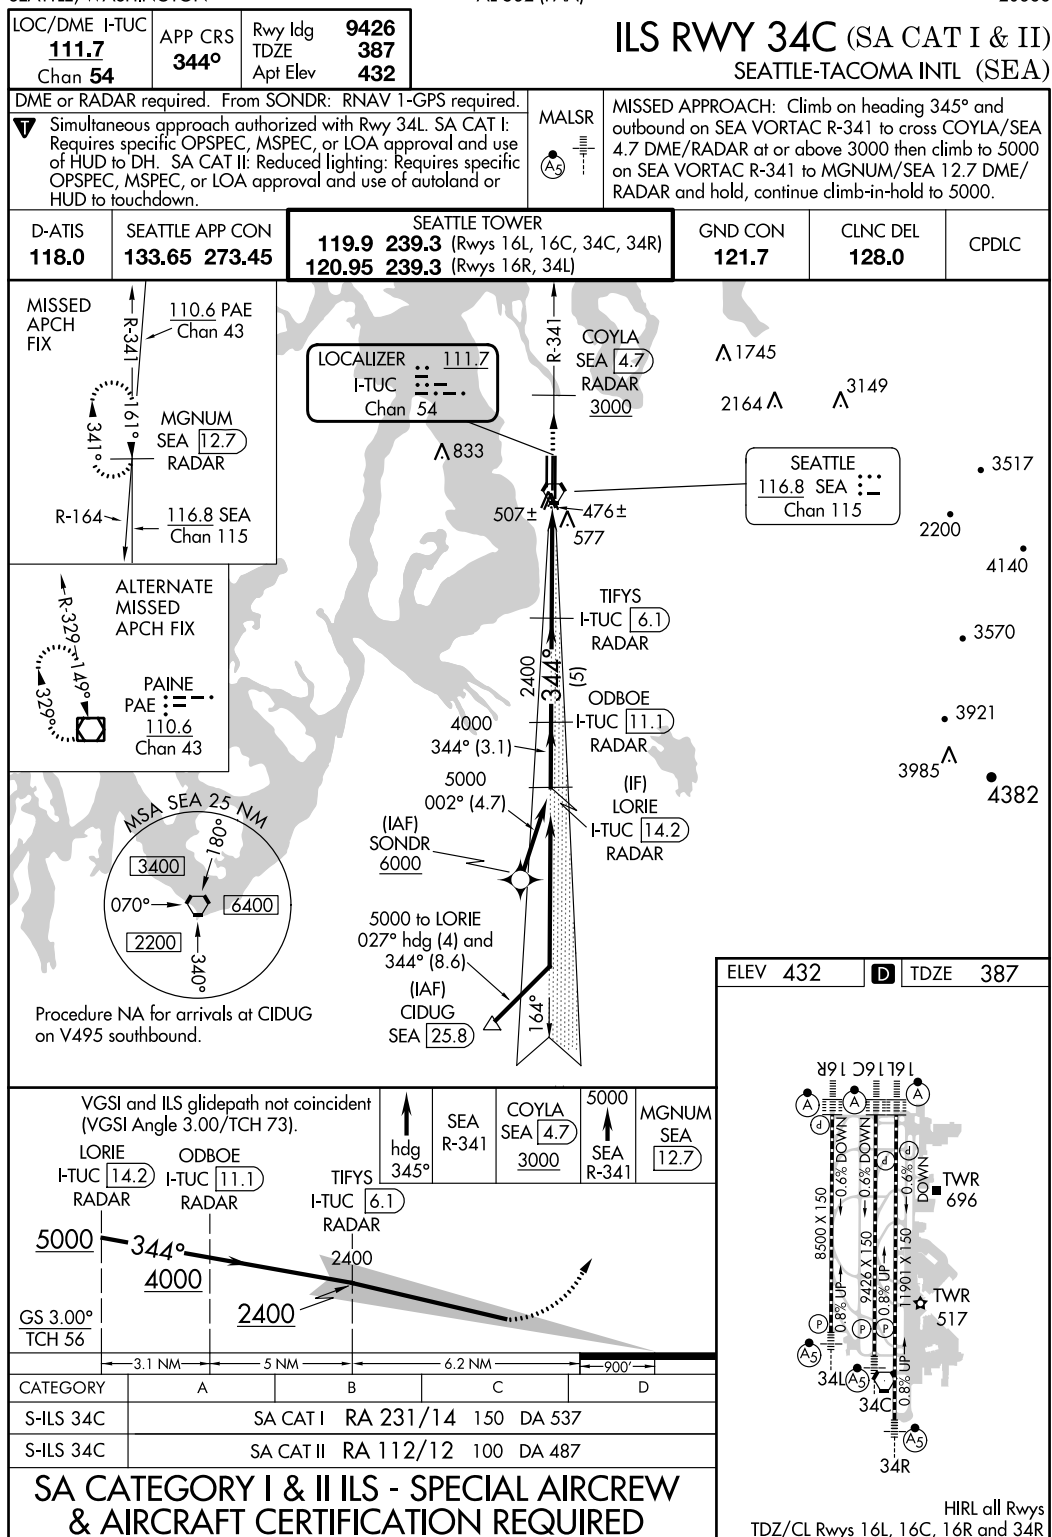 LOC/DME I-TUC
111.7
Chan 54
APP CRS
344°
Rwy ldg 9426
TDZE 387
Apt Elev 432
ILS RWY 34C (SA CAT I & II)
SEATTLE-TACOMA INTL (SEA)
DME or RADAR required. From SONDR: RNAV 1-GPS required.
T Simultaneous approach authorized with Rwy 34L. SA CAT I:
Requires specific OPSPEC, MSPEC, or LOA approval and use
of HUD to DH. SA CAT II: Reduced lighting: Requires specific
OPSPEC, MSPEC, or LOA approval and use of autoland or
HUD to touchdown.
MALSR
A5
MISSED APPROACH: Climb on heading 345° and
outbound on SEA VORTAC R-341 to cross COYLA/SEA
4.7 DME/RADAR at or above 3000 then climb to 5000
on SEA VORTAC R-341 to MGNUM/SEA 12.7 DME/
RADAR and hold, continue climb-in-hold to 5000.
D-ATIS
118.0
SEATTLE APP CON
133.65 273.45
SEATTLE TOWER
119.9 239.3 (Rwys 16L, 16C, 34C, 34R)
120.95 239.3 (Rwys 16R, 34L)
GND CON
121.7
CLNC DEL
128.0
CPDLC
MISSED
APCH
FIX
110.6 PAE
Chan 43
R-341
161°
341°
MGNUM
SEA 12.7
RADAR
R-164
116.8 SEA
Chan 115
ALTERNATE
MISSED
APCH FIX
R-329
149°
329°
PAINE
PAE
110.6
Chan 43
LOCALIZER 111.7
I-TUC
Chan 54
R-341
COYLA
SEA 4.7
RADAR
3000
1745
2164
3149
833
SEATTLE
116.8 SEA
Chan 115
3517
2200
4140
507±
476±
577
3570
3921
3985
4382
TIFYS
I-TUC 6.1
RADAR
2400
344°
(5)
ODBOE
I-TUC 11.1
RADAR
4000
344° (3.1)
5000
002° (4.7)
(IF)
LORIE
I-TUC 14.2
RADAR
(IAF)
SONDR
6000
5000 to LORIE
027° hdg (4) and
344° (8.6)
(IAF)
CIDUG
SEA 25.8
164°
MSA SEA 25 NM
180°
3400
070°
6400
2200
340°
Procedure NA for arrivals at CIDUG
on V495 southbound.
ELEV 432
D TDZE 387
16R 16C 16L
A A A
P P P
0.6% DOWN
0.6% DOWN
0.6% DOWN
8500 X 150
9426 X 150
11901 X 150
0.8% UP
0.8% UP
0.8% UP
TWR
696
TWR
517
P P P
A5 A5 A5
34L
34C
34R
HIRL all Rwys
TDZ/CL Rwys 16L, 16C, 16R and 34R
VGSI and ILS glidepath not coincident
(VGSI Angle 3.00/TCH 73).
hdg
345°
SEA
R-341
COYLA
SEA 4.7
3000
5000
SEA
R-341
MGNUM
SEA
12.7
LORIE
I-TUC 14.2
RADAR
ODBOE
I-TUC 11.1
RADAR
TIFYS
I-TUC 6.1
RADAR
5000
344°
4000
2400
2400
GS 3.00°
TCH 56
3.1 NM
5 NM
6.2 NM
900'
CATEGORY A B C D
S-ILS 34C SA CAT I RA 231/14 150 DA 537
S-ILS 34C SA CAT II RA 112/12 100 DA 487
SA CATEGORY I & II ILS - SPECIAL AIRCREW
& AIRCRAFT CERTIFICATION REQUIRED